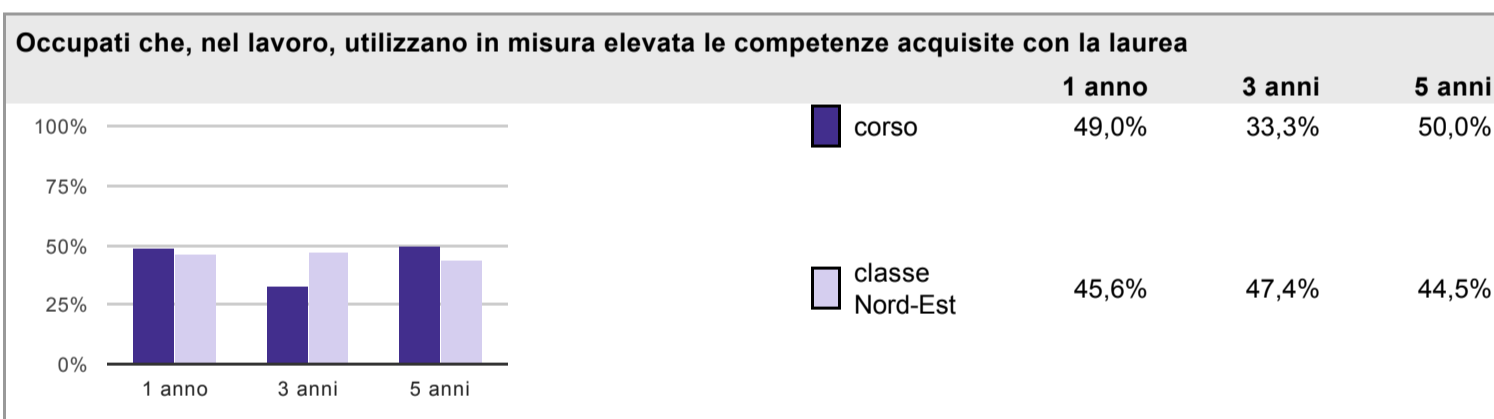 Occupati che, nel lavoro, utilizzano in misura elevata le competenze acquisite con la laurea
1 anno 3 anni 5 anni
corso 49,0% 33,3% 50,0%
classe
Nord-Est 45,6% 47,4% 44,5%
100%
75%
50%
25%
0%
1 anno 3 anni 5 anni